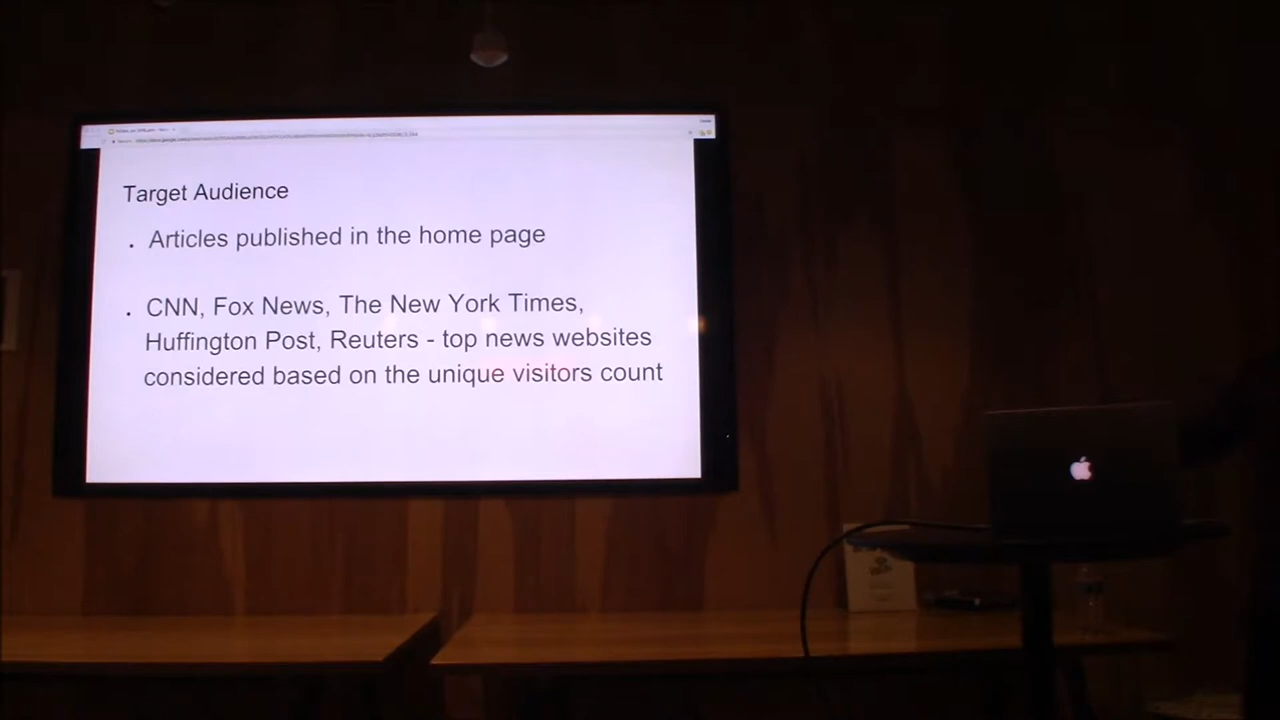 Target Audience
. Articles published in the home page
. CNN, Fox News, The New York Times,
Huffington Post, Reuters - top news websites
considered based on the unique visitors count